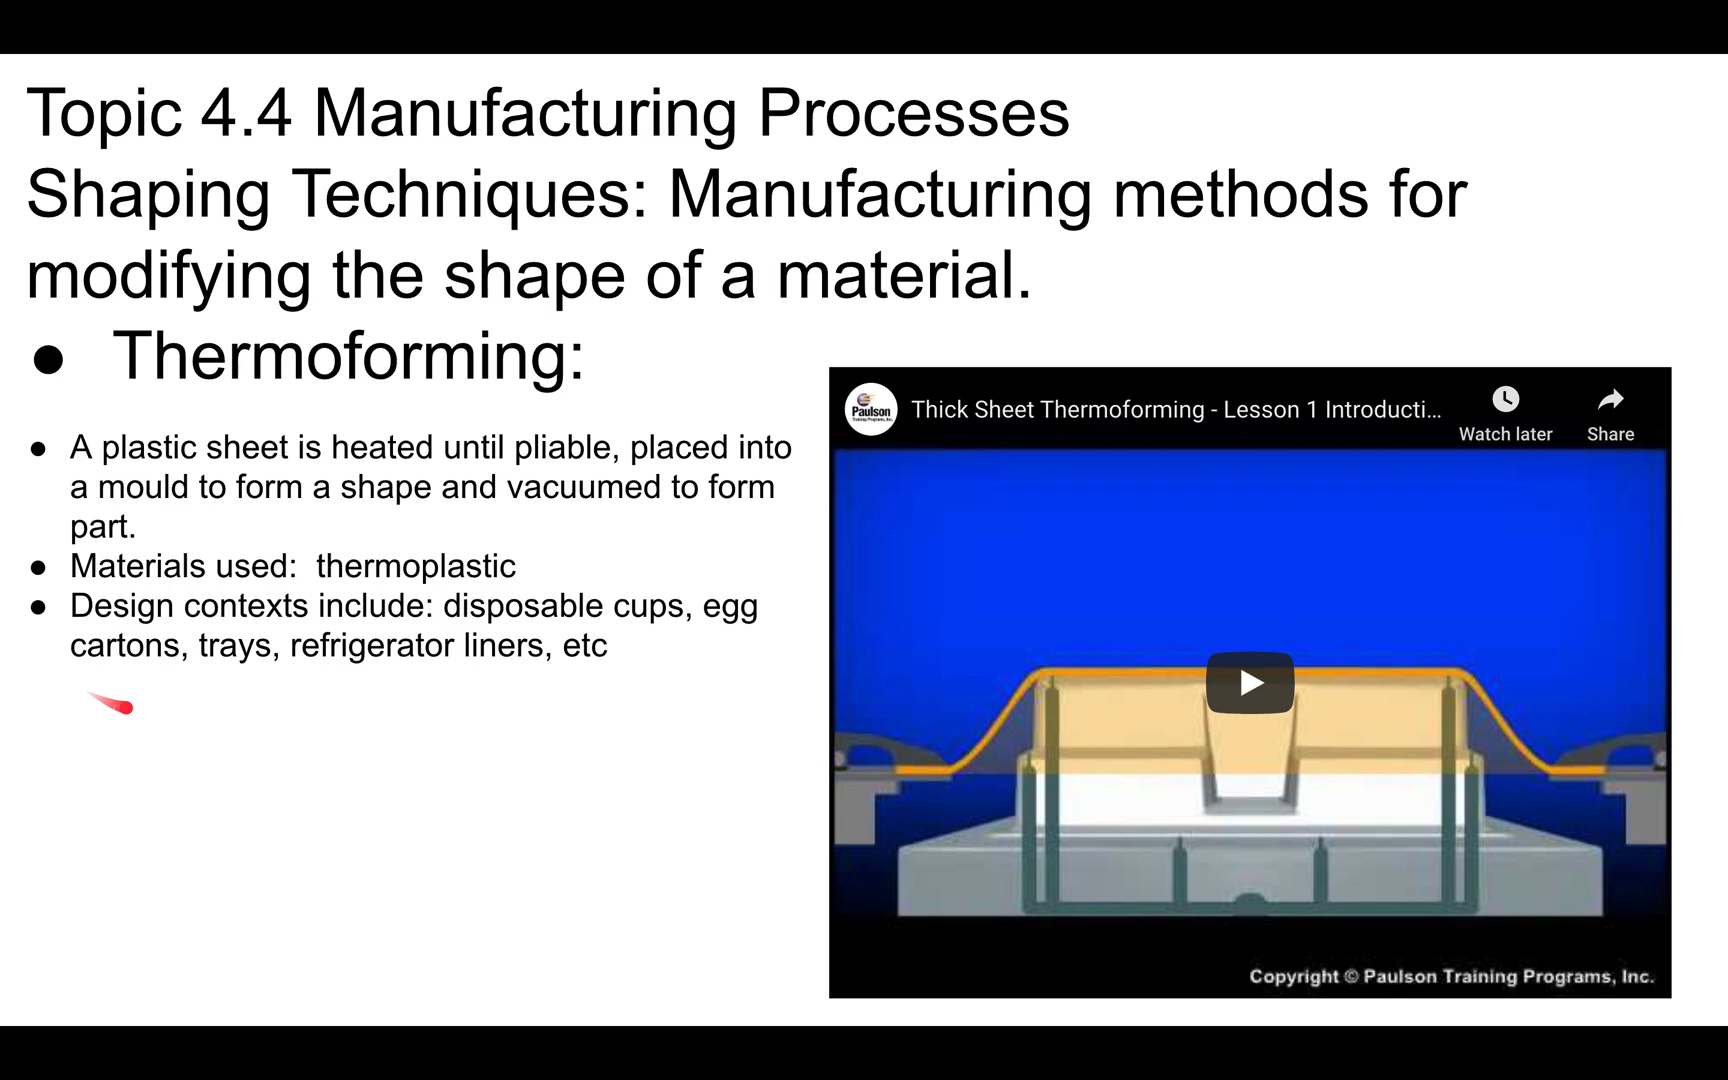 Topic 4.4 Manufacturing Processes
Shaping Techniques: Manufacturing methods for
modifying the shape of a material.
● Thermoforming:
● A plastic sheet is heated until pliable, placed into
a mould to form a shape and vacuumed to form
part.
● Materials used:  thermoplastic
● Design contexts include: disposable cups, egg
cartons, trays, refrigerator liners, etc
Paulson
Thick Sheet Thermoforming - Lesson 1 Introducti...
Watch later
Share
Copyright © Paulson Training Programs, Inc.